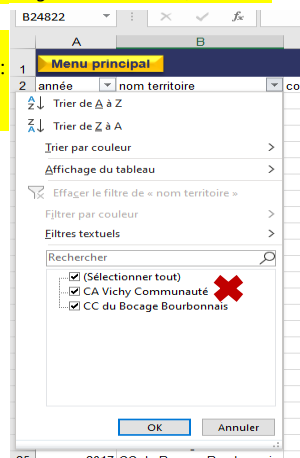 B24822 fx
A B
1 Menu principal
2 année nom territoire co
Trier de A à Z
Trier de Z à A
Trier par couleur
Affichage du tableau
Effacer le filtre de « nom territoire »
Filtrer par couleur
Filtres textuels
Rechercher
(Sélectionner tout)
CA Vichy Communauté
CC du Bocage Bourbonnais
OK Annuler